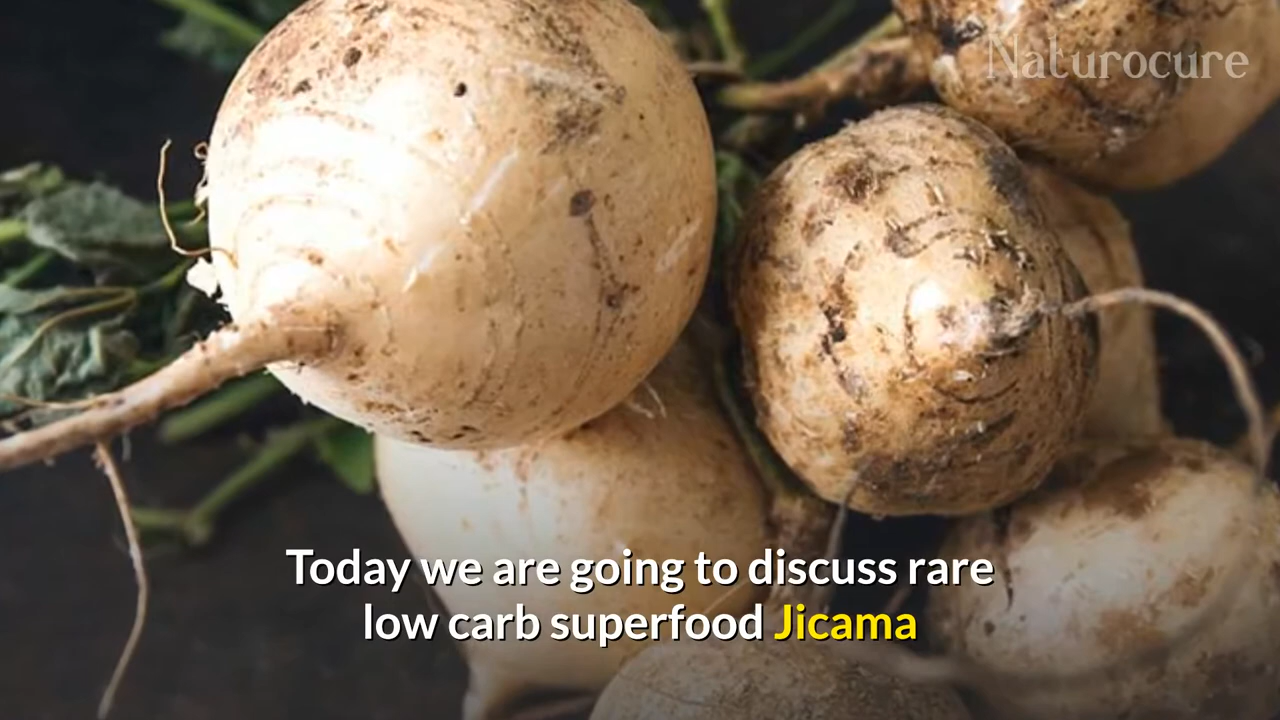 Naturocure
Today we are going to discuss rare
low carb superfood Jicama